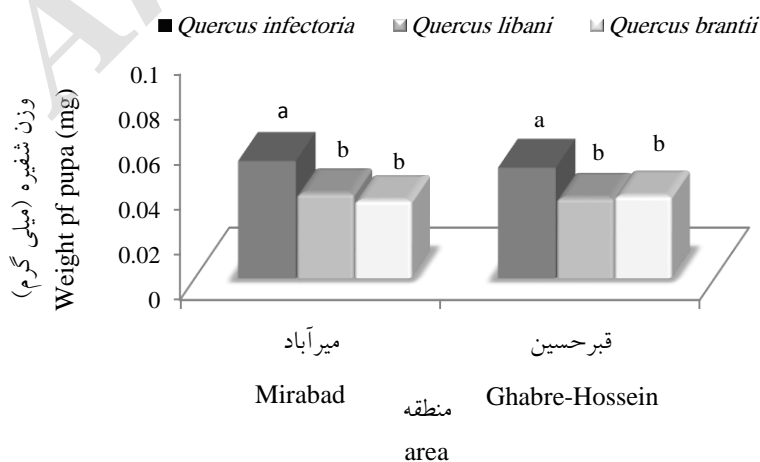 Quercus infectoria Quercus libani Quercus brantii
وزن شفیره (میلی گرم)
Weight pf pupa (mg)
0.1
0.08
0.06
0.04
0.02
0
a b b a b b
میرآباد قبرحسین
Mirabad Ghabre-Hossein
منطقه
area